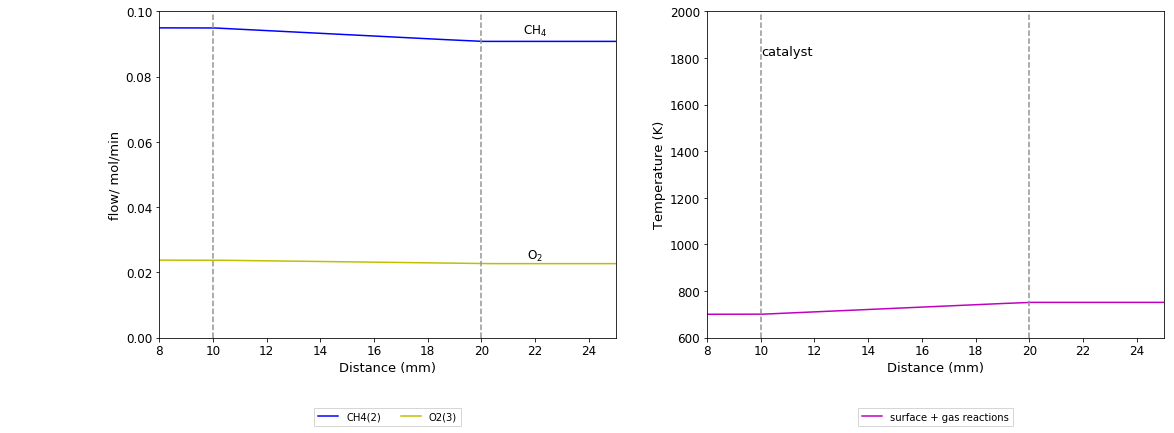 0.10
0.08
0.06
0.04
0.02
0.00
flow/ mol/min
CH₄
O₂
8 10 12 14 16 18 20 22 24
Distance (mm)
CH4(2) O2(3)
2000
1800
1600
1400
1200
1000
800
600
Temperature (K)
catalyst
8 10 12 14 16 18 20 22 24
Distance (mm)
surface + gas reactions